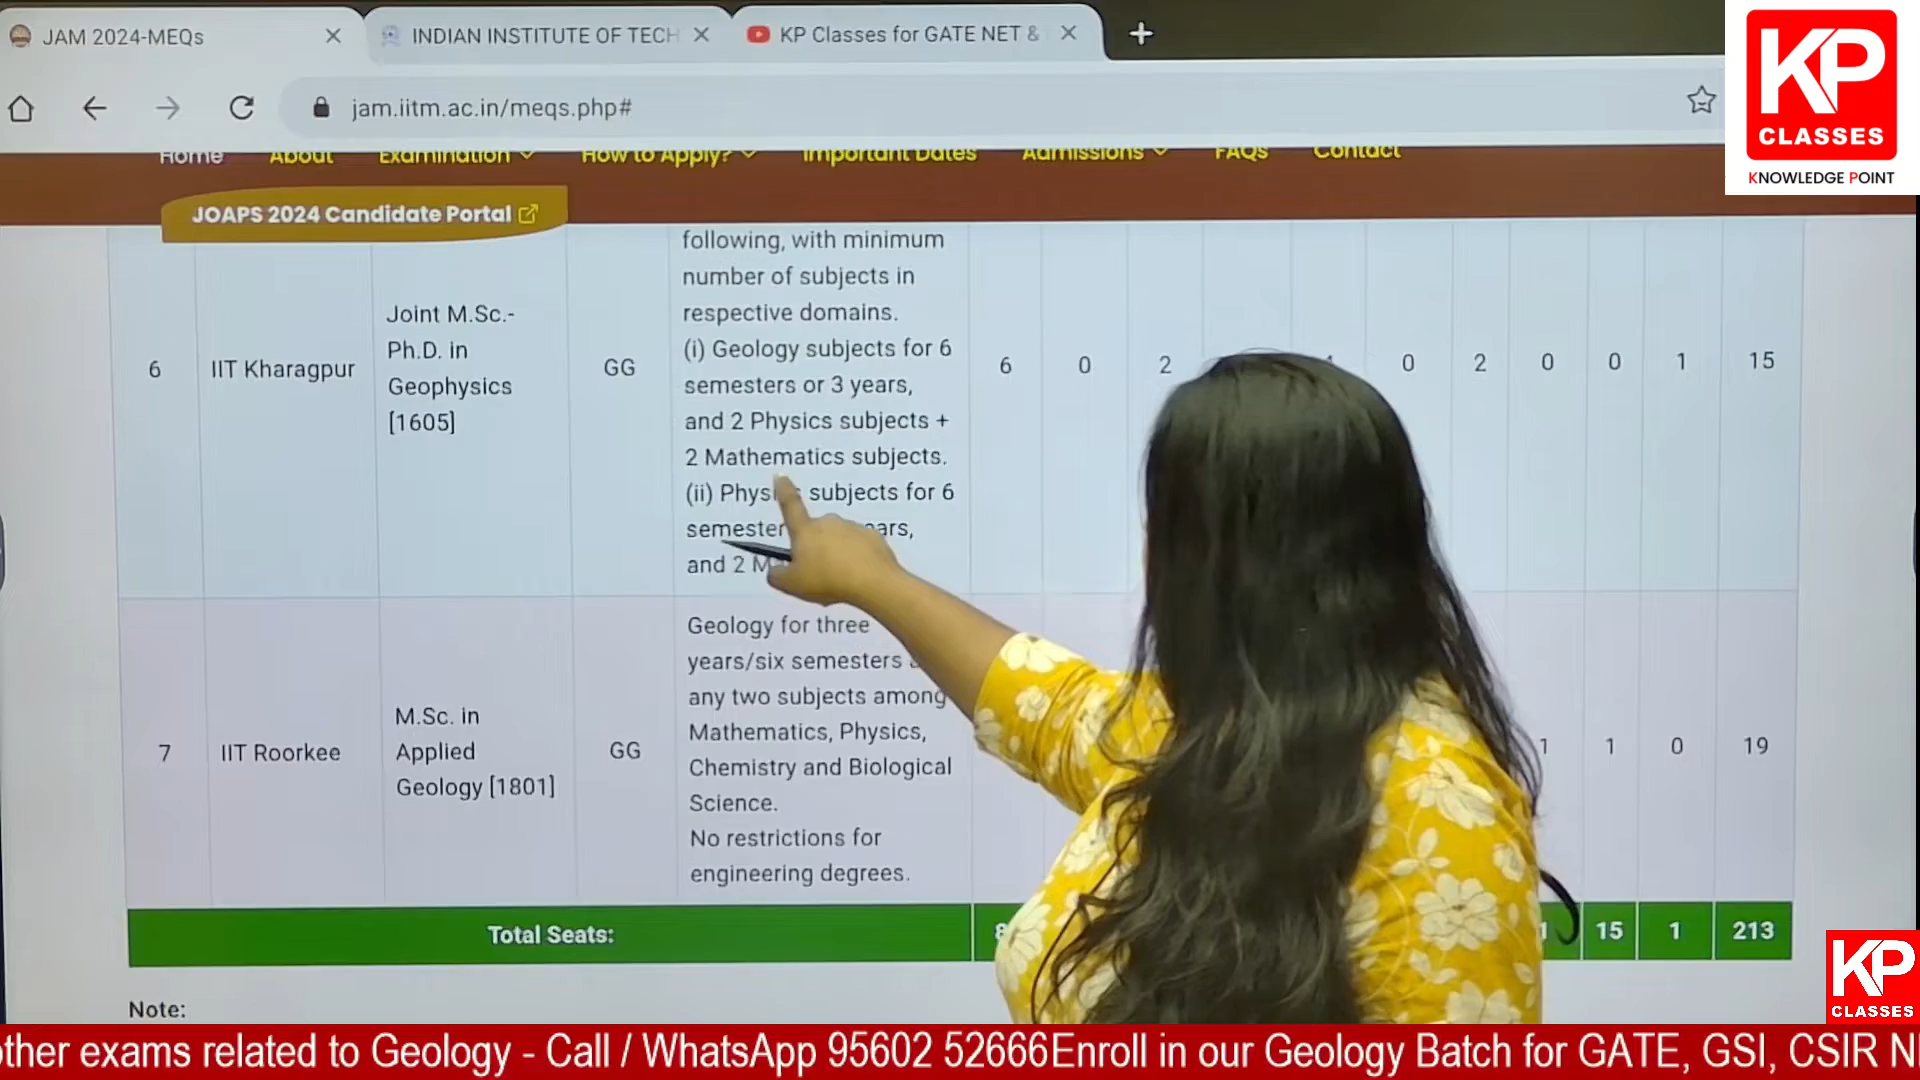 JAM 2024-MEQs
INDIAN INSTITUTE OF TECH
KP Classes for GATE NET &
jam.iitm.ac.in/meqs.php#
KP
CLASSES
KNOWLEDGE POINT
Home About Examination How to Apply? Important Dates Admissions FAQs Contact
JOAPS 2024 Candidate Portal
6
IIT Kharagpur
Joint M.Sc.-
Ph.D. in
Geophysics
[1605]
GG
following, with minimum
number of subjects in
respective domains.
(i) Geology subjects for 6
semesters or 3 years,
and 2 Physics subjects +
2 Mathematics subjects.
(ii) Physics subjects for 6
semester
and 2
6 0 2 0 2 0 0 1 15
7
IIT Roorkee
M.Sc. in
Applied
Geology [1801]
GG
Geology for three
years/six semesters
any two subjects among
Mathematics, Physics,
Chemistry and Biological
Science.
No restrictions for
engineering degrees.
1 1 0 19
Total Seats:
15 1 213
Note:
KP
CLASSES
other exams related to Geology - Call / WhatsApp 95602 52666Enroll in our Geology Batch for GATE, GSI, CSIR